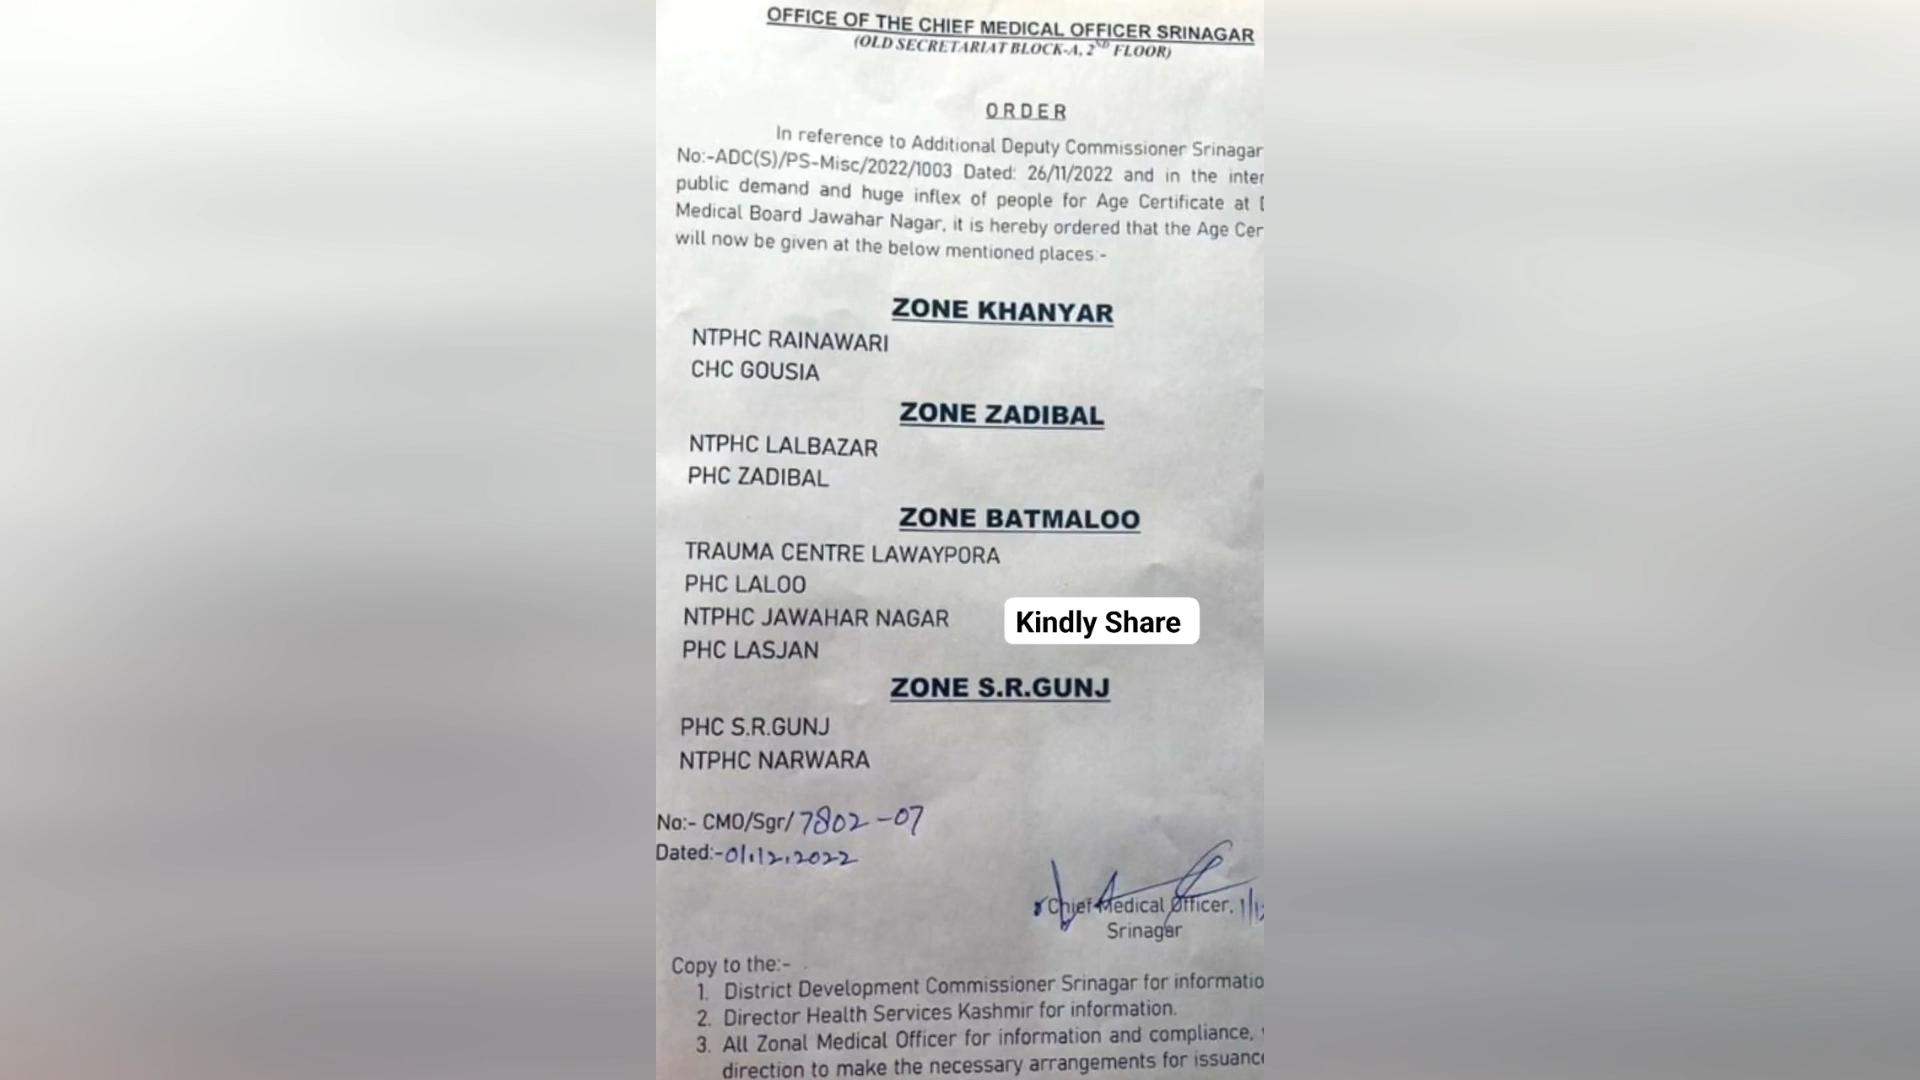 OFFICE OF THE CHIEF MEDICAL OFFICER SRINAGAR
(OLD SECRETARIAT BLOCK-A, 2ND FLOOR)
ORDER
In reference to Additional Deputy Commissioner Srinagar
No:-ADC(S)/PS-Misc/2022/1003 Dated: 26/11/2022 and in the inter
public demand and huge inflex of people for Age Certificate at
Medical Board Jawahar Nagar, it is hereby ordered that the Age Cer
will now be given at the below mentioned places:-
ZONE KHANYAR
NTPHC RAINAWARI
CHC GOUSIA
ZONE ZADIBAL
NTPHC LALBAZAR
PHC ZADIBAL
ZONE BATMALOO
TRAUMA CENTRE LAWAYPORA
PHC LALOO
NTPHC JAWAHAR NAGAR
Kindly Share
PHC LASJAN
ZONE S.R.GUNJ
PHC S.R.GUNJ
NTPHC NARWARA
No:- CMO/Sgr/7802-07
Dated:-01.12.2022
Chief Medical Officer,
Srinagar
Copy to the:-
1. District Development Commissioner Srinagar for informatio
2. Director Health Services Kashmir for information.
3. All Zonal Medical Officer for information and compliance,
direction to make the necessary arrangements for issuance